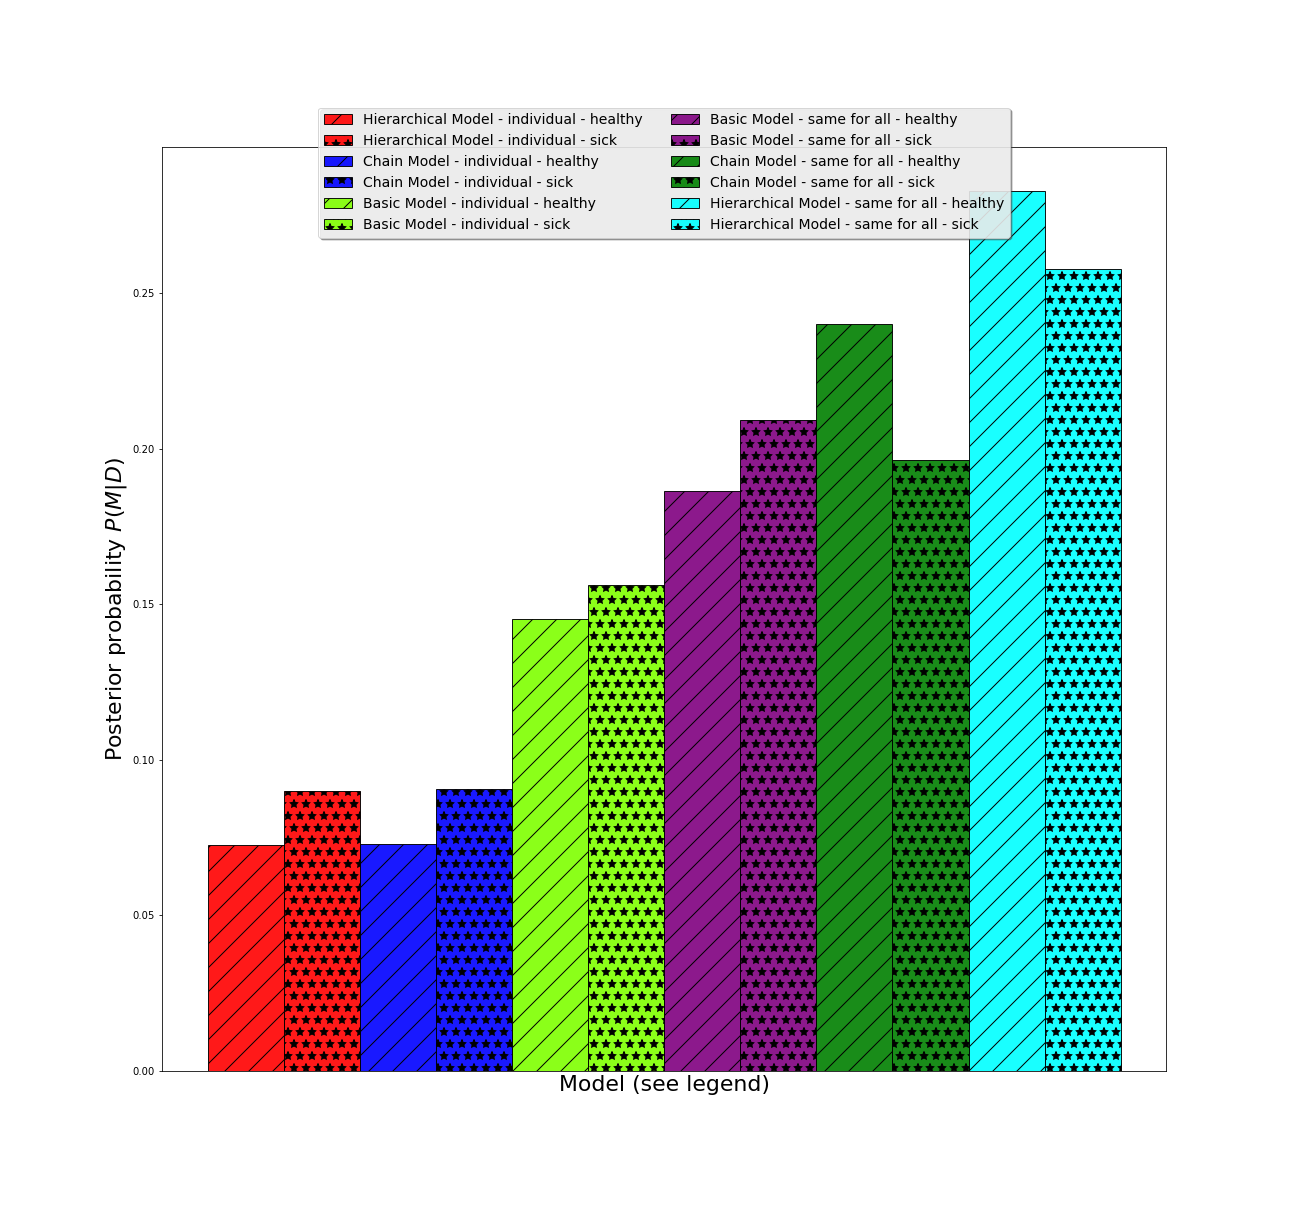 Hierarchical Model - individual - healthy
Hierarchical Model - individual - sick
Chain Model - individual - healthy
Chain Model - individual - sick
Basic Model - individual - healthy
Basic Model - individual - sick
Basic Model - same for all - healthy
Basic Model - same for all - sick
Chain Model - same for all - healthy
Chain Model - same for all - sick
Hierarchical Model - same for all - healthy
Hierarchical Model - same for all - sick
Posterior probability P(M|D)
0.25
0.20
0.15
0.10
0.05
0.00
Model (see legend)